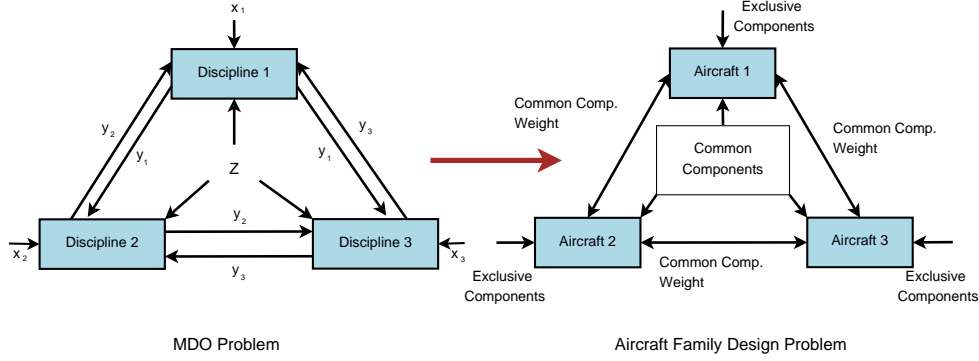 x₁
Discipline 1
y₂
y₁
y₃
y₁
Z
y₂
Discipline 2
Discipline 3
x₂
x₃
y₃
MDO Problem
Exclusive
Components
Aircraft 1
Common Comp.
Weight
Common Comp.
Weight
Common
Components
Aircraft 2
Aircraft 3
Common Comp.
Weight
Exclusive
Components
Exclusive
Components
Aircraft Family Design Problem